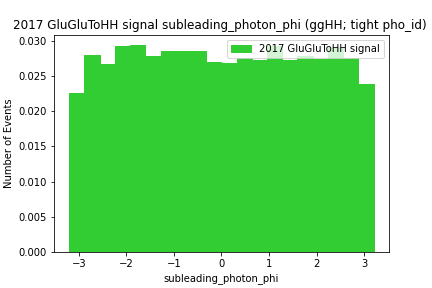 2017 GluGluToHH signal subleading_photon_phi (ggHH; tight pho_id)
2017 GluGluToHH signal
Number of Events
0.030
0.025
0.020
0.015
0.010
0.005
0.000
−3 −2 −1 0 1 2 3
subleading_photon_phi